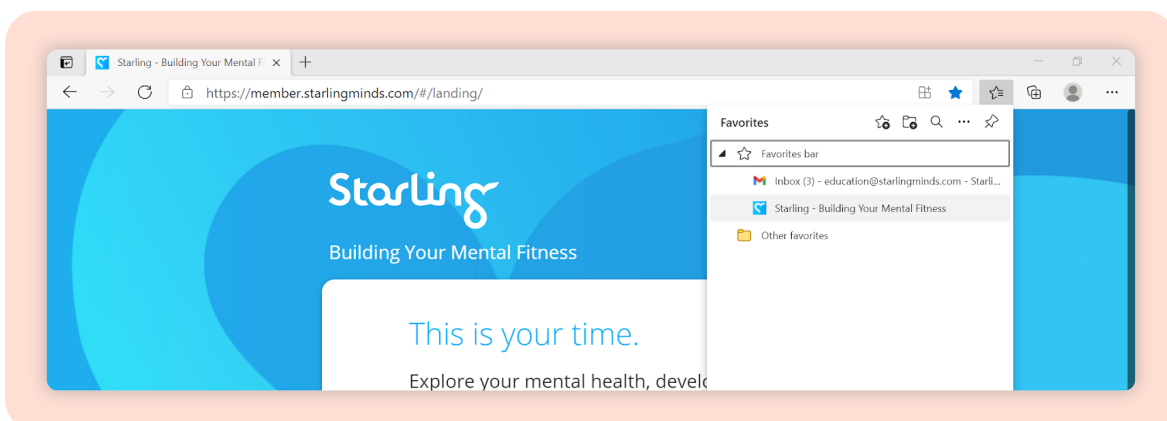 Starling - Building Your Mental Fi
https://member.starlingminds.com/#/landing/
Favorites
Favorites bar
Inbox (3) - education@starlingminds.com - Starli...
Starling - Building Your Mental Fitness
Other favorites
Starling
Building Your Mental Fitness
This is your time.
Explore your mental health, develo